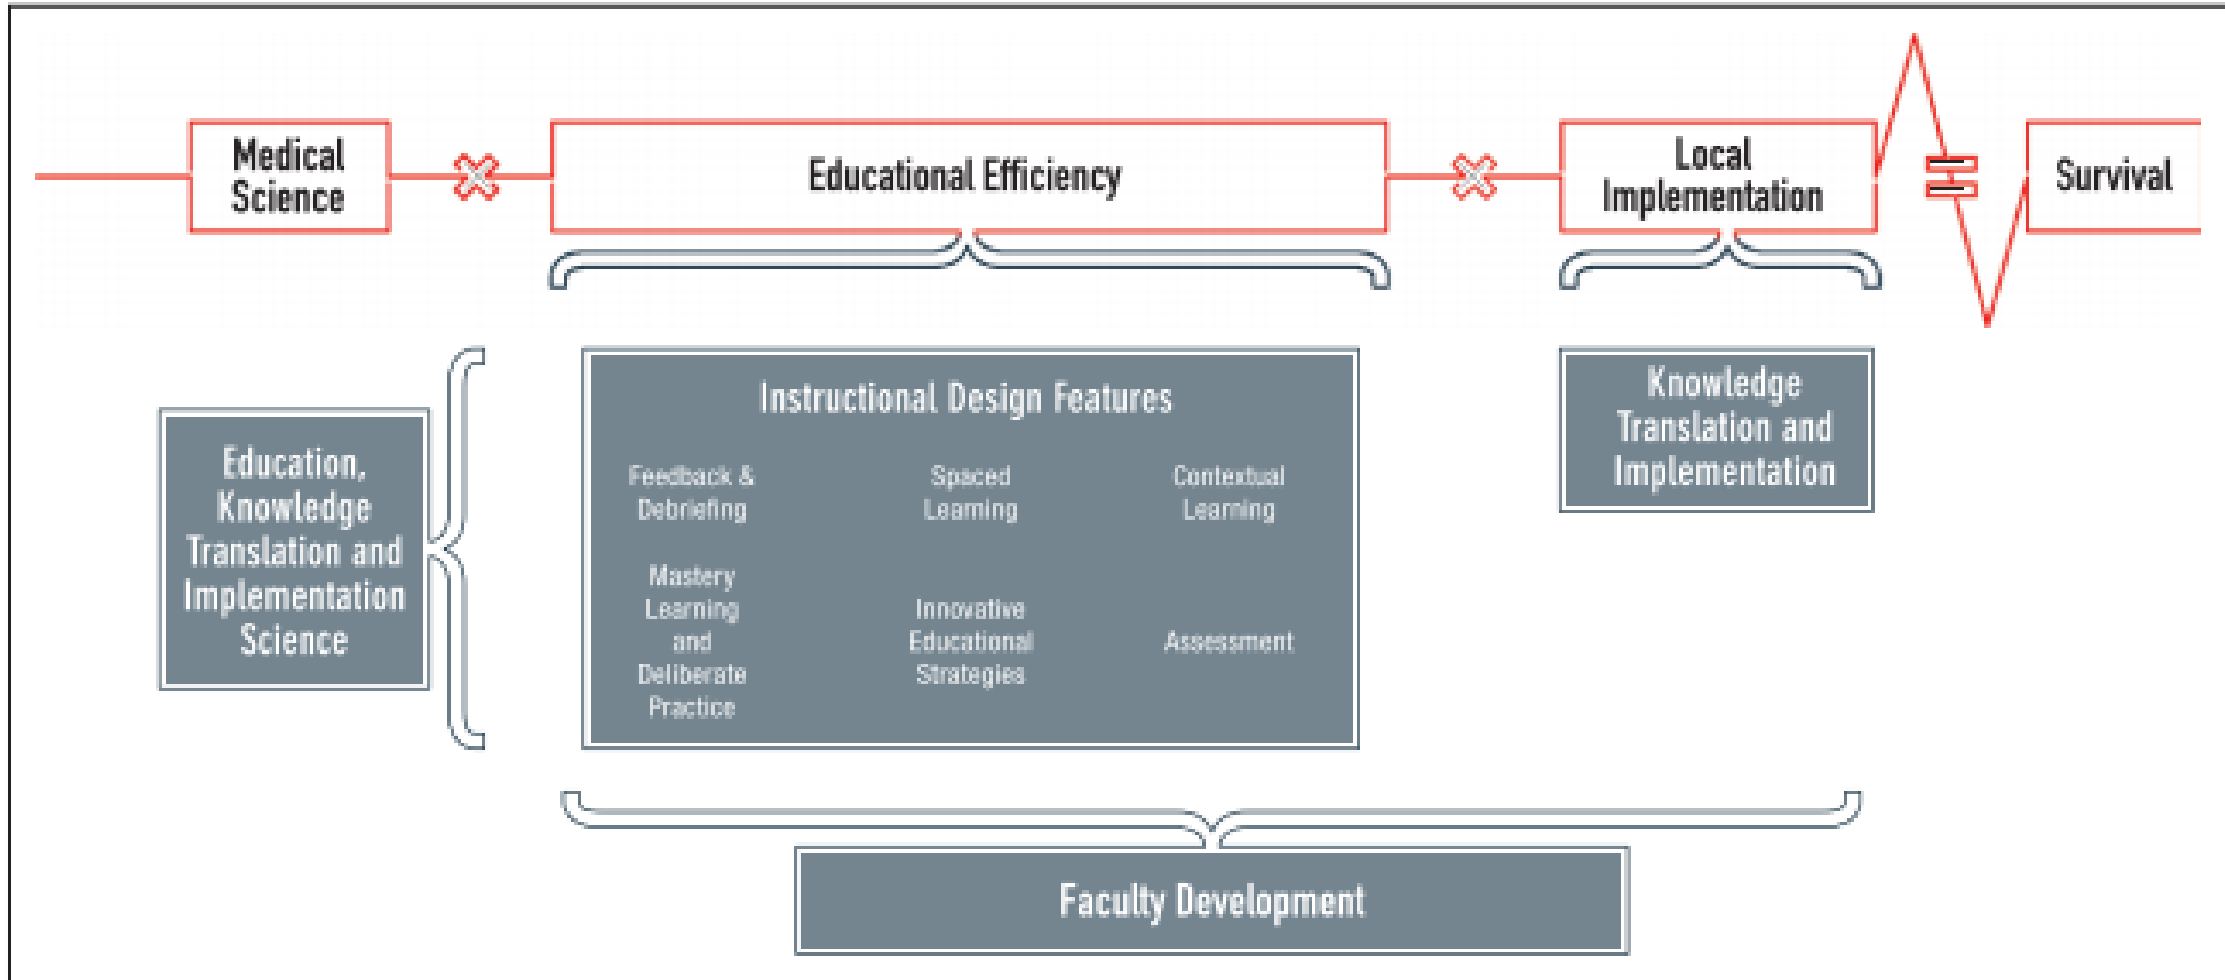 Medical
Science
Educational Efficiency
Local
Implementation
Survival
Education,
Knowledge
Translation and
Implementation
Science
Instructional Design Features
Feedback &
Debriefing
Spaced
Learning
Contextual
Learning
Mastery
Learning
and
Deliberate
Practice
Innovative
Educational
Strategies
Assessment
Knowledge
Translation and
Implementation
Faculty Development